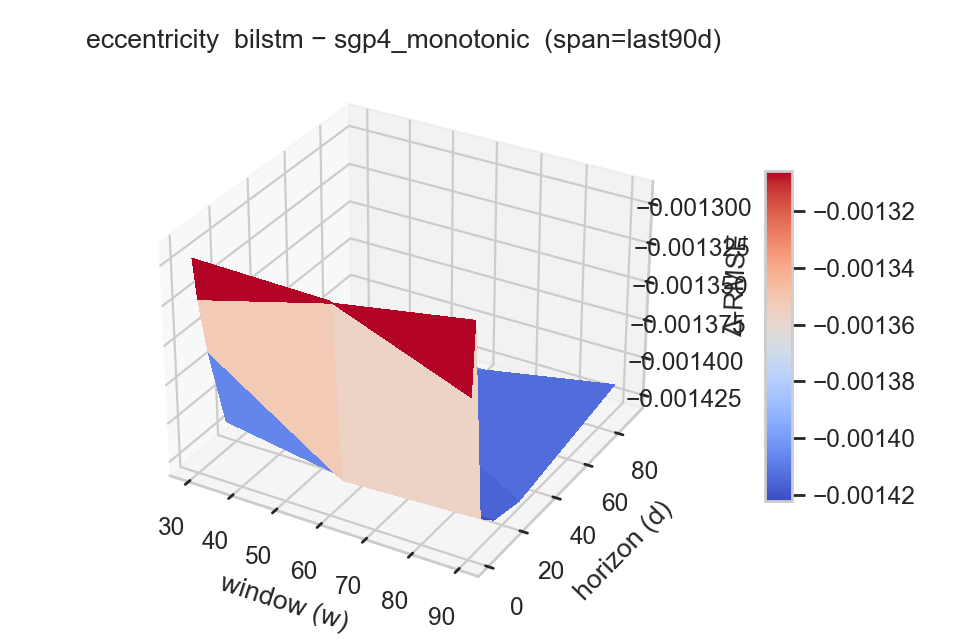 eccentricity  bilstm − sgp4_monotonic  (span=last90d)
−0.001300
−0.001325
−0.001350
−0.001375
−0.001400
−0.001425
Δ RMSE
−0.00132
−0.00134
−0.00136
−0.00138
−0.00140
−0.00142
30 40 50 60 70 80 90
window (w)
0 20 40 60 80
horizon (d)